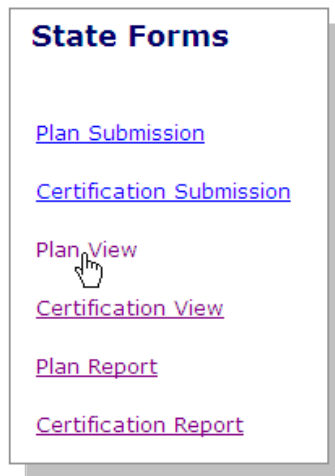 State Forms
Plan Submission
Certification Submission
Plan View
Certification View
Plan Report
Certification Report